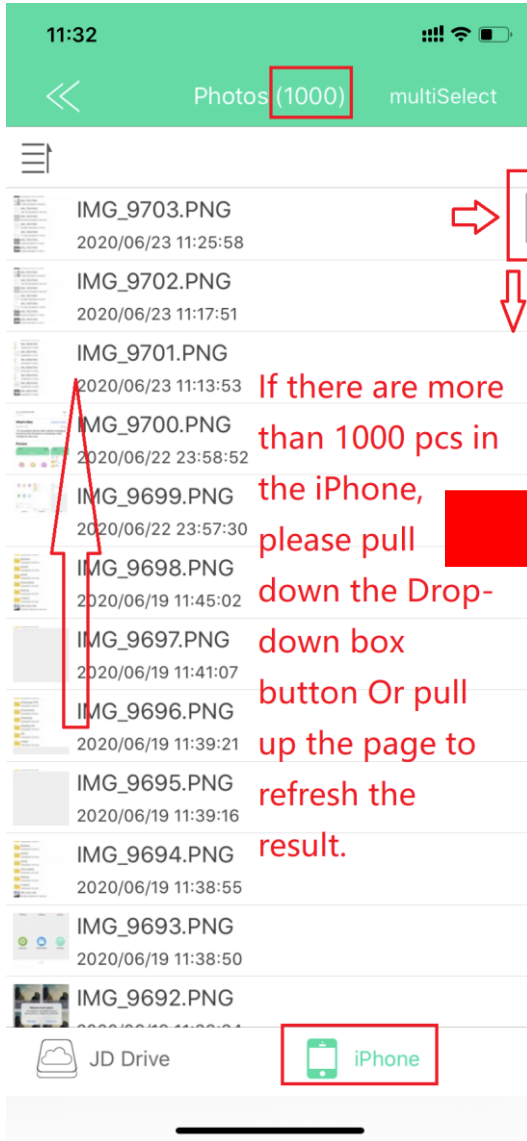 11:32
Photos (1000)
multiSelect
IMG_9703.PNG
2020/06/23 11:25:58
IMG_9702.PNG
2020/06/23 11:17:51
IMG_9701.PNG
2020/06/23 11:13:53
IMG_9700.PNG
2020/06/22 23:58:52
IMG_9699.PNG
2020/06/22 23:57:30
IMG_9698.PNG
2020/06/19 11:45:02
IMG_9697.PNG
2020/06/19 11:41:07
IMG_9696.PNG
2020/06/19 11:39:21
IMG_9695.PNG
2020/06/19 11:39:16
IMG_9694.PNG
2020/06/19 11:38:55
IMG_9693.PNG
2020/06/19 11:38:50
IMG_9692.PNG
If there are more
than 1000 pcs in
the iPhone,
please pull
down the Drop-
down box
button Or pull
up the page to
refresh the
result.
JD Drive
iPhone